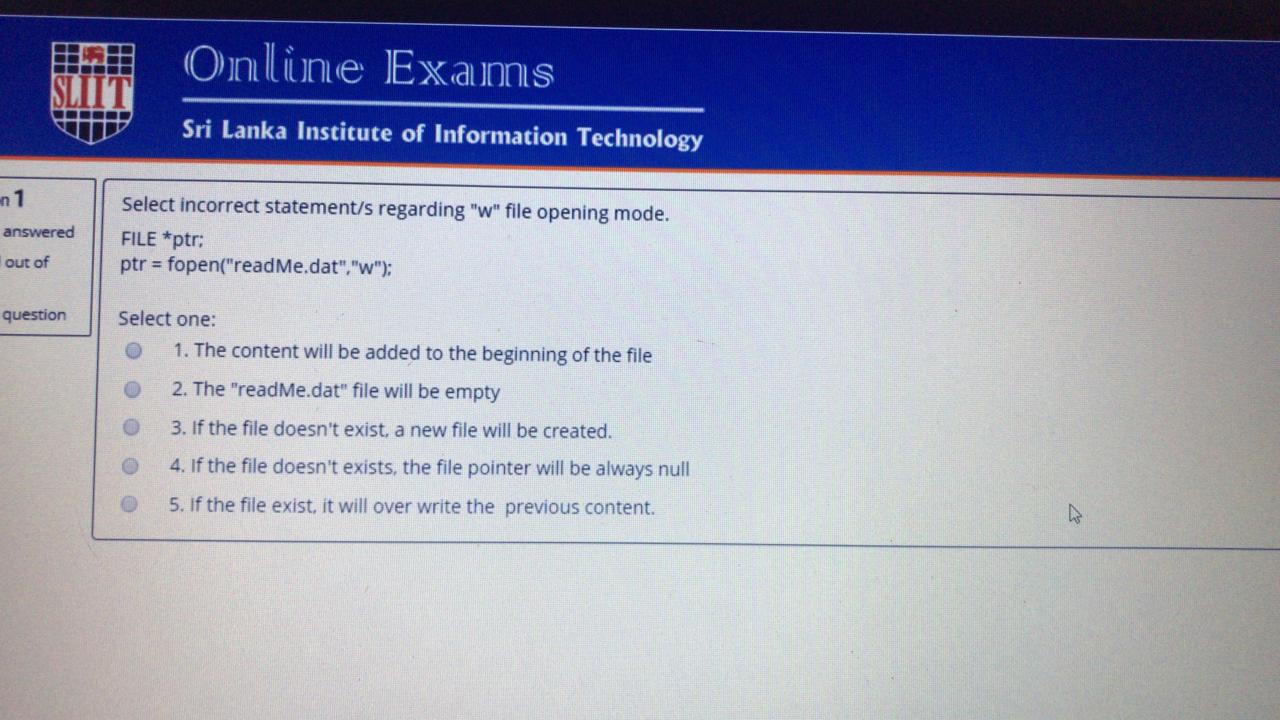 SLIIT
Online Exams
Sri Lanka Institute of Information Technology
n 1
answered
out of
question
Select incorrect statement/s regarding "w" file opening mode.
FILE *ptr;
ptr = fopen("readMe.dat","w");
Select one:
1. The content will be added to the beginning of the file
2. The "readMe.dat" file will be empty
3. If the file doesn't exist, a new file will be created.
4. If the file doesn't exists, the file pointer will be always null
5. If the file exist, it will over write the previous content.